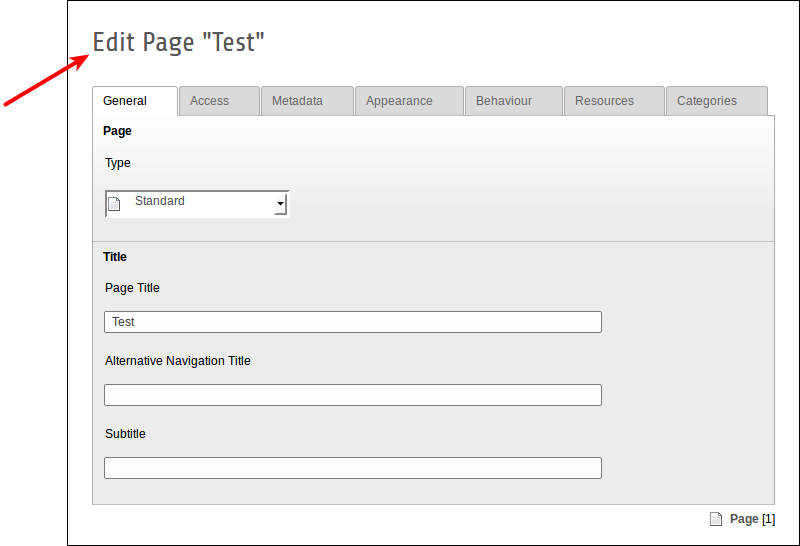 Edit Page "Test"
General Access Metadata Appearance Behaviour Resources Categories
Page
Type
Standard
Title
Page Title
Test
Alternative Navigation Title
Subtitle
Page [1]